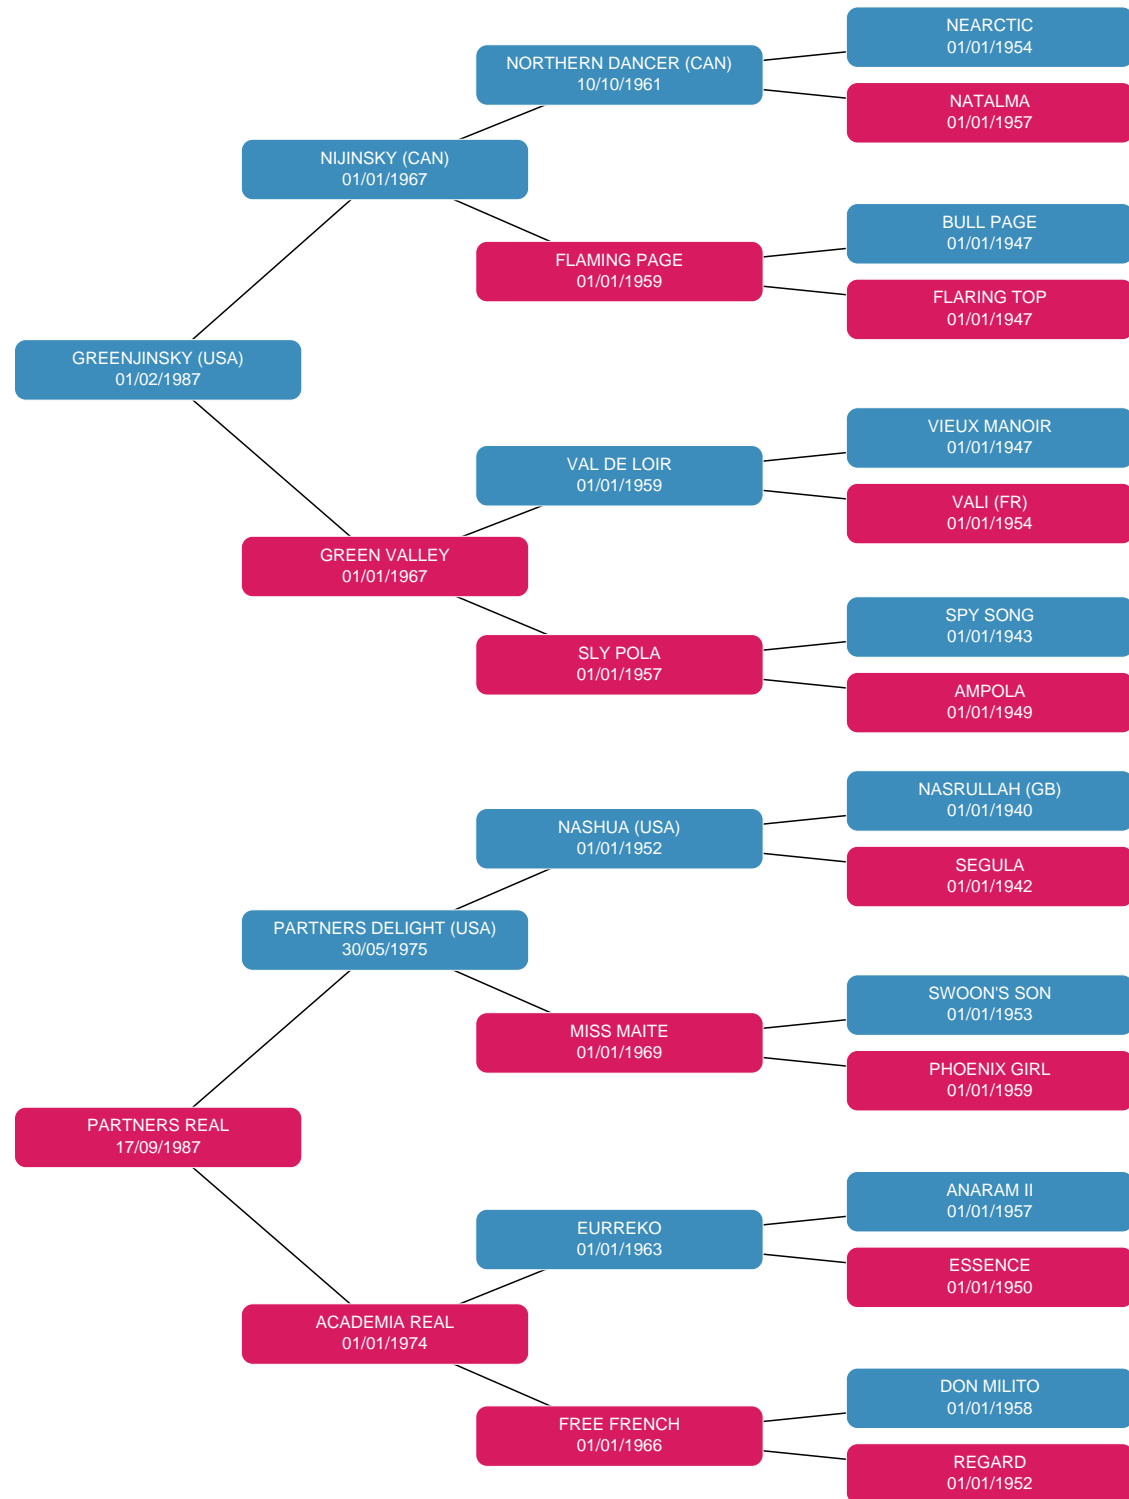 NEARCTIC
01/01/1954
NORTHERN DANCER (CAN)
10/10/1961
NATALMA
01/01/1957
NIJINSKY (CAN)
01/01/1967
BULL PAGE
01/01/1947
FLAMING PAGE
01/01/1959
FLARING TOP
01/01/1947
GREENJINSKY (USA)
01/02/1987
VIEUX MANOIR
01/01/1947
VAL DE LOIR
01/01/1959
VALI (FR)
01/01/1954
GREEN VALLEY
01/01/1967
SPY SONG
01/01/1943
SLY POLA
01/01/1957
AMPOLA
01/01/1949
NASRULLAH (GB)
01/01/1940
NASHUA (USA)
01/01/1952
SEGULA
01/01/1942
PARTNERS DELIGHT (USA)
30/05/1975
SWOON'S SON
01/01/1953
MISS MAITE
01/01/1969
PHOENIX GIRL
01/01/1959
PARTNERS REAL
17/09/1987
ANARAM II
01/01/1957
EURREKO
01/01/1963
ESSENCE
01/01/1950
ACADEMIA REAL
01/01/1974
DON MILITO
01/01/1958
FREE FRENCH
01/01/1966
REGARD
01/01/1952